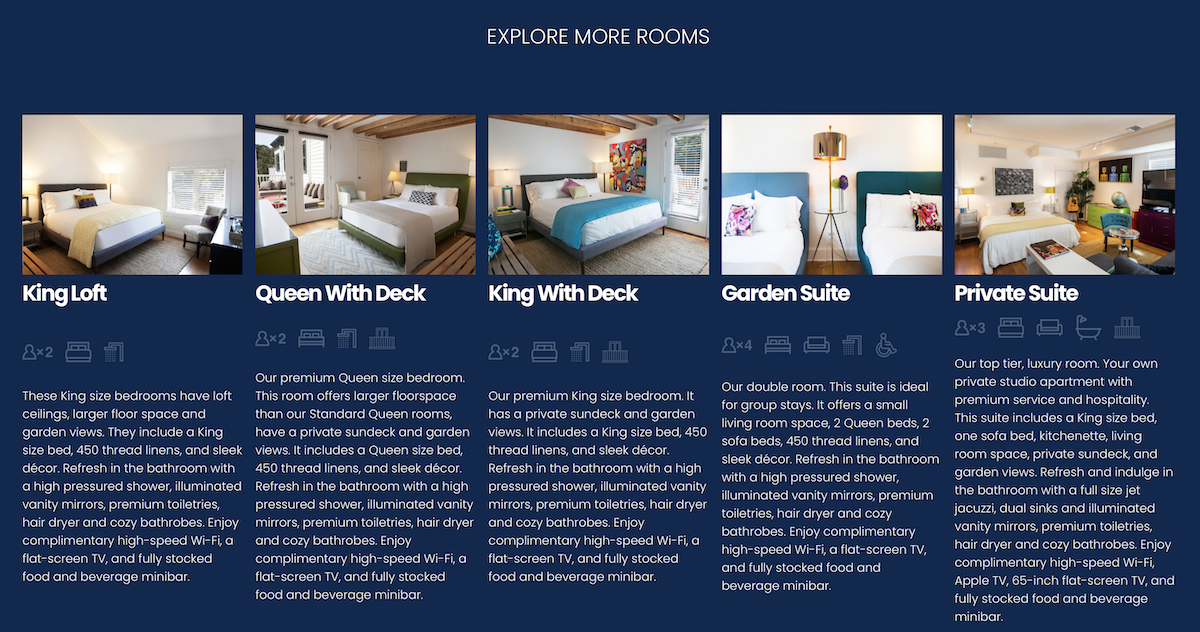 EXPLORE MORE ROOMS
King Loft
×2
These King size bedrooms have loft
ceilings, larger floor space and
garden views. They include a King
size bed, 450 thread linens, and sleek
décor. Refresh in the bathroom with
a high pressured shower, illuminated
vanity mirrors, premium toiletries,
hair dryer and cozy bathrobes. Enjoy
complimentary high-speed Wi-Fi, a
flat-screen TV, and fully stocked
food and beverage minibar.
Queen With Deck
×2
Our premium Queen size bedroom.
This room offers larger floorspace
than our Standard Queen rooms,
have a private sundeck and garden
views. It includes a Queen size bed,
450 thread linens, and sleek décor.
Refresh in the bathroom with a high
pressured shower, illuminated vanity
mirrors, premium toiletries, hair dryer
and cozy bathrobes. Enjoy
complimentary high-speed Wi-Fi, a
flat-screen TV, and fully stocked
food and beverage minibar.
King With Deck
×2
Our premium King size bedroom. It
has a private sundeck and garden
views. It includes a King size bed, 450
thread linens, and sleek décor.
Refresh in the bathroom with a high
pressured shower, illuminated vanity
mirrors, premium toiletries, hair dryer
and cozy bathrobes. Enjoy
complimentary high-speed Wi-Fi, a
flat-screen TV, and fully stocked
food and beverage minibar.
Garden Suite
×4
Our double room. This suite is ideal
for group stays. It offers a small
living room space, 2 Queen beds, 2
sofa beds, 450 thread linens, and
sleek décor. Refresh in the bathroom
with a high pressured shower,
illuminated vanity mirrors, premium
toiletries, hair dryer and cozy
bathrobes. Enjoy complimentary
high-speed Wi-Fi, a flat-screen TV,
and fully stocked food and
beverage minibar.
Private Suite
×3
Our top tier, luxury room. Your own
private studio apartment with
premium service and hospitality.
This suite includes a King size bed,
one sofa bed, kitchenette, living
room space, private sundeck, and
garden views. Refresh and indulge in
the bathroom with a full size jet
jacuzzi, dual sinks and illuminated
vanity mirrors, premium toiletries,
hair dryer and cozy bathrobes. Enjoy
complimentary high-speed Wi-Fi,
Apple TV, 65-inch flat-screen TV, and
fully stocked food and beverage
minibar.